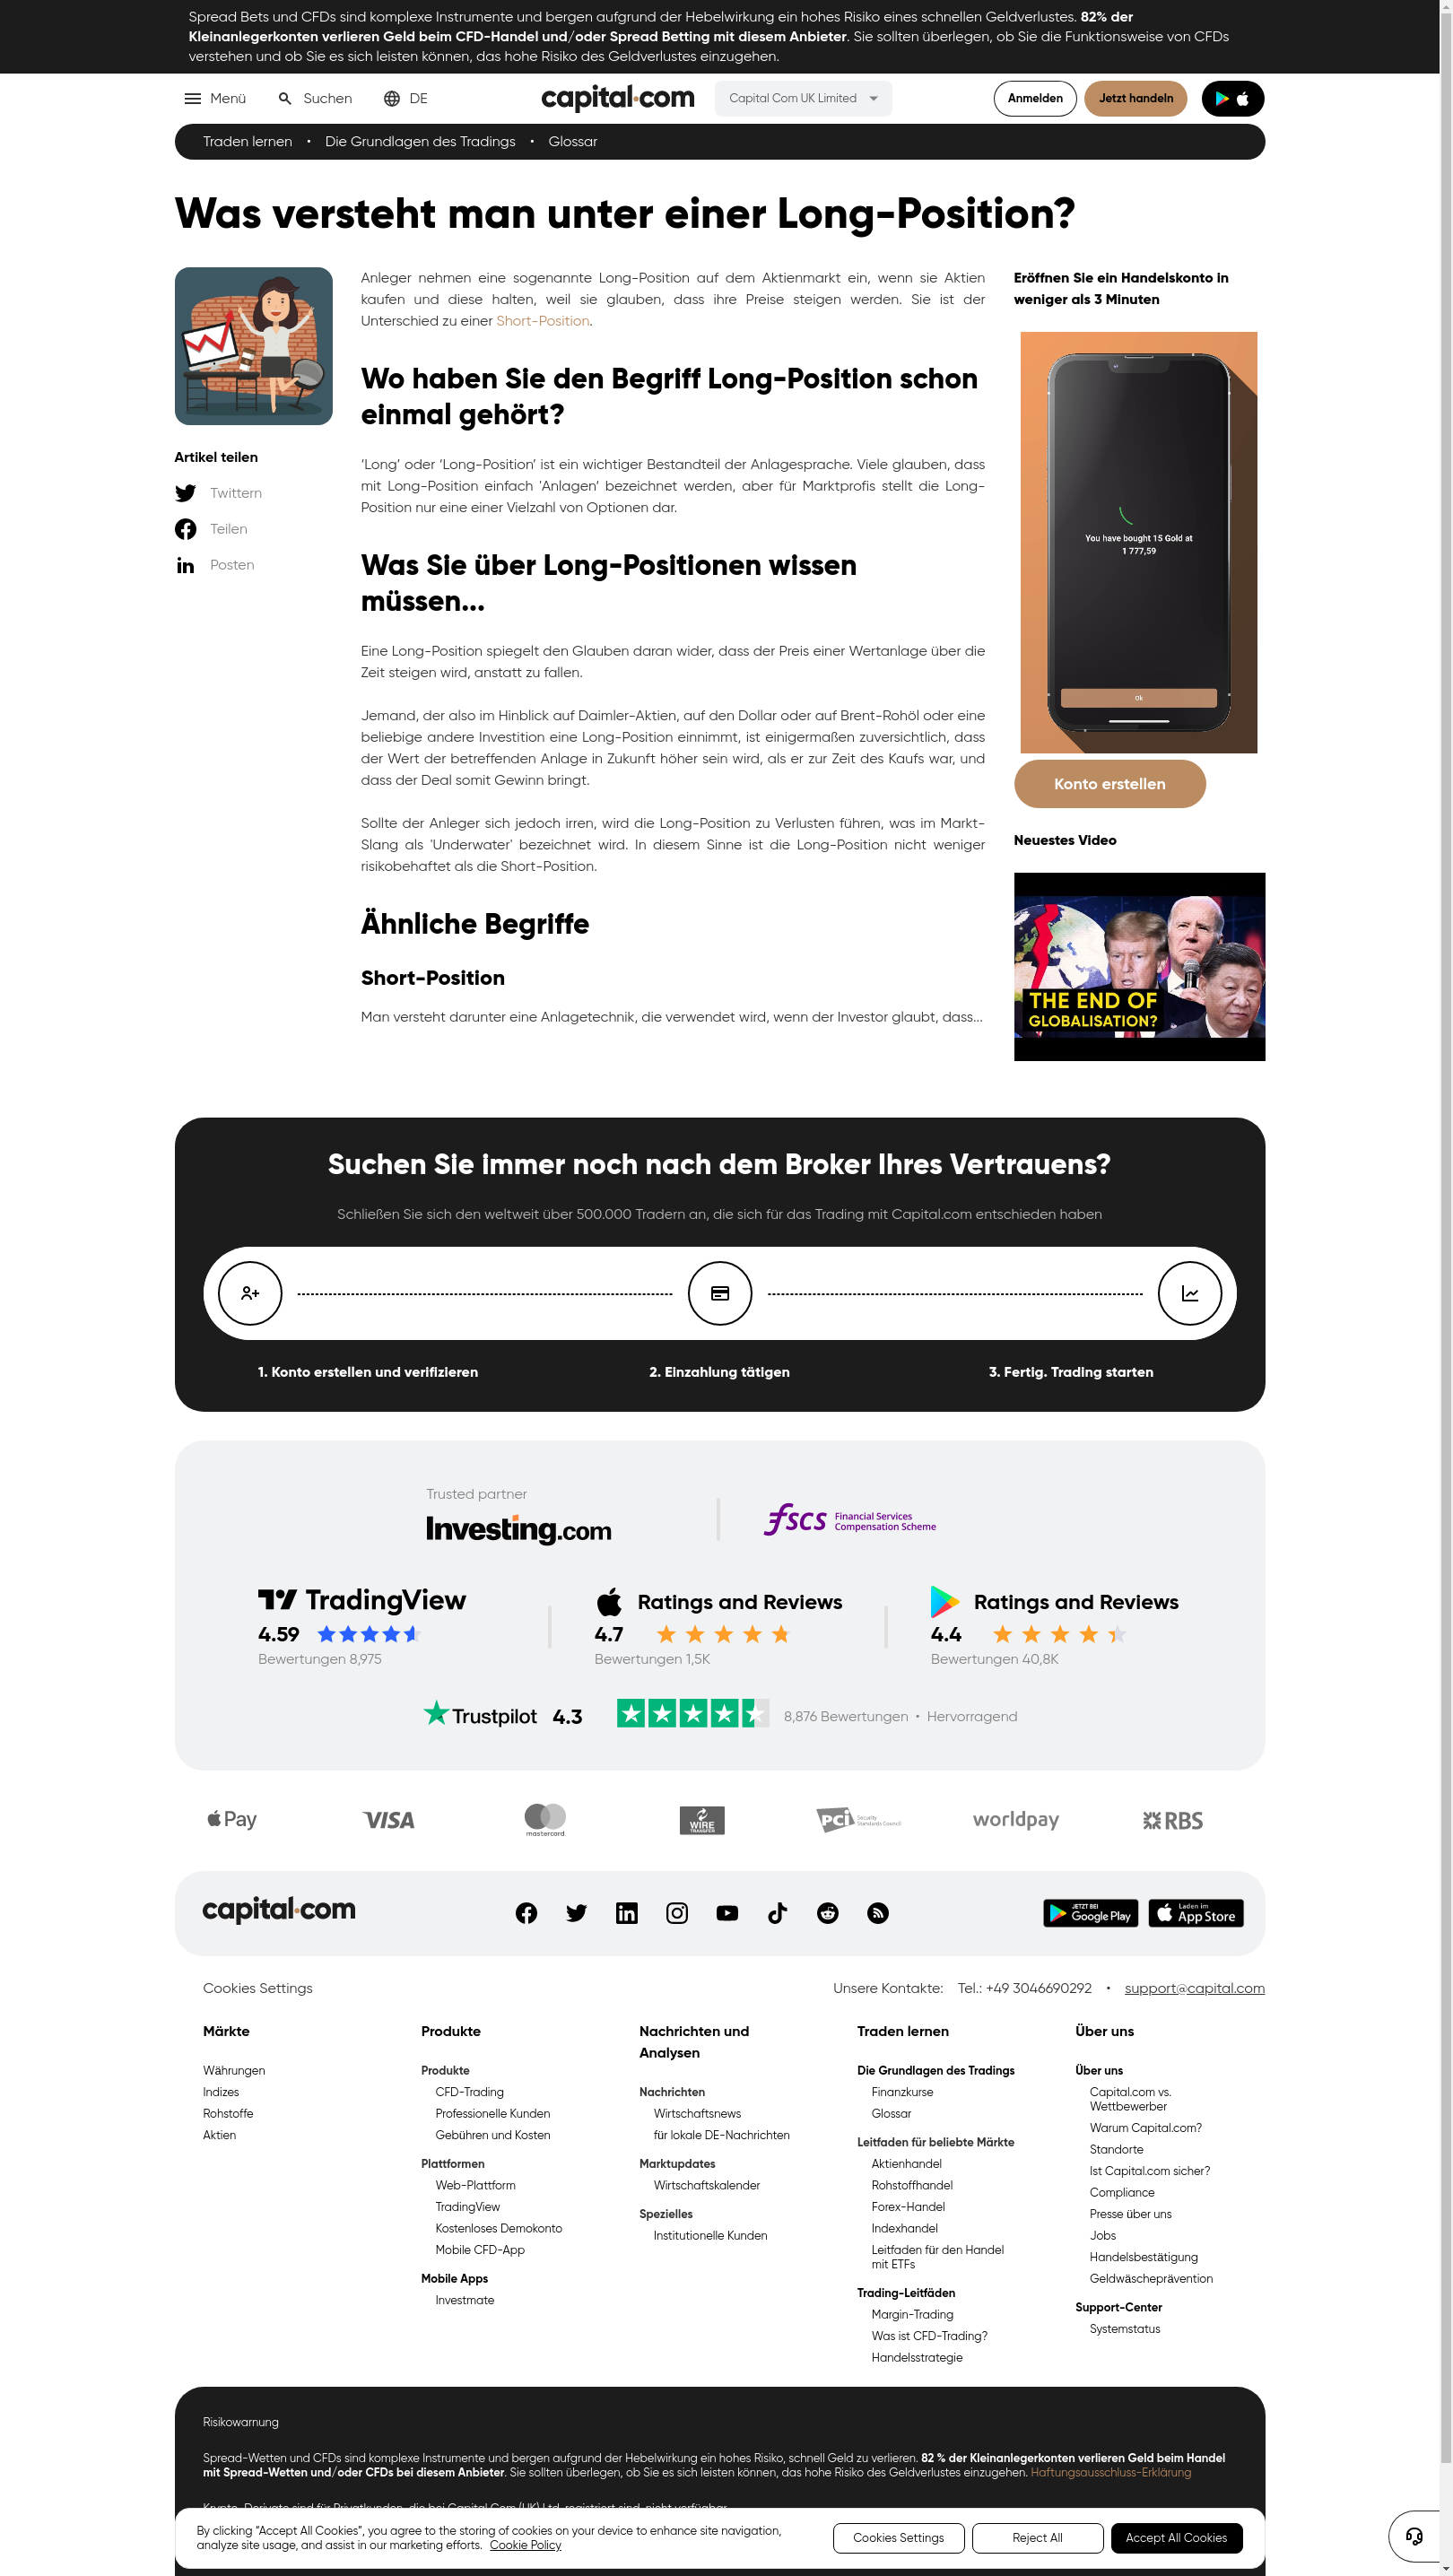 Spread Bets und CFDs sind komplexe Instrumente und bergen aufgrund der Hebelwirkung ein hohes Risiko eines schnellen Geldverlustes. 82% der
Kleinanlegerkonten verlieren Geld beim CFD-Handel und/oder Spread Betting mit diesem Anbieter. Sie sollten überlegen, ob Sie die Funktionsweise von CFDs
verstehen und ob Sie es sich leisten können, das hohe Risiko des Geldverlustes einzugehen.
Menü
Suchen
DE
capital.com
Capital Com UK Limited
Anmelden
Jetzt handeln
Traden lernen • Die Grundlagen des Tradings • Glossar
Was versteht man unter einer Long-Position?
Artikel teilen
Twittern
Teilen
Posten
Anleger nehmen eine sogenannte Long-Position auf dem Aktienmarkt ein, wenn sie Aktien
kaufen und diese halten, weil sie glauben, dass ihre Preise steigen werden. Sie ist der
Unterschied zu einer Short-Position.
Wo haben Sie den Begriff Long-Position schon
einmal gehört?
‘Long’ oder ‘Long-Position’ ist ein wichtiger Bestandteil der Anlagesprache. Viele glauben, dass
mit Long-Position einfach 'Anlagen’ bezeichnet werden, aber für Marktprofis stellt die Long-
Position nur eine einer Vielzahl von Optionen dar.
Was Sie über Long-Positionen wissen
müssen...
Eine Long-Position spiegelt den Glauben daran wider, dass der Preis einer Wertanlage über die
Zeit steigen wird, anstatt zu fallen.
Jemand, der also im Hinblick auf Daimler-Aktien, auf den Dollar oder auf Brent-Rohöl oder eine
beliebige andere Investition eine Long-Position einnimmt, ist einigermaßen zuversichtlich, dass
der Wert der betreffenden Anlage in Zukunft höher sein wird, als er zur Zeit des Kaufs war, und
dass der Deal somit Gewinn bringt.
Sollte der Anleger sich jedoch irren, wird die Long-Position zu Verlusten führen, was im Markt-
Slang als 'Underwater' bezeichnet wird. In diesem Sinne ist die Long-Position nicht weniger
risikobehaftet als die Short-Position.
Ähnliche Begriffe
Short-Position
Man versteht darunter eine Anlagetechnik, die verwendet wird, wenn der Investor glaubt, dass...
Eröffnen Sie ein Handelskonto in
weniger als 3 Minuten
You have bought 15 Gold at
1 777,59
Ok
Konto erstellen
Neuestes Video
THE END OF
GLOBALISATION?
Suchen Sie immer noch nach dem Broker Ihres Vertrauens?
Schließen Sie sich den weltweit über 500.000 Tradern an, die sich für das Trading mit Capital.com entschieden haben
1. Konto erstellen und verifizieren
2. Einzahlung tätigen
3. Fertig. Trading starten
Trusted partner
Investing.com
fscs Financial Services
Compensation Scheme
TradingView
4.59
Bewertungen 8,975
Ratings and Reviews
4.7
Bewertungen 1,5K
Ratings and Reviews
4.4
Bewertungen 40,8K
Trustpilot 4.3 8,876 Bewertungen • Hervorragend
Pay
VISA
mastercard
WIRE
TRANSFER
PCI Security
Standards Council
worldpay
RBS
capital.com
JETZT BEI
Google Play
Laden im
App Store
Cookies Settings
Unsere Kontakte: Tel.: +49 3046690292 • support@capital.com
Märkte
Währungen
Indizes
Rohstoffe
Aktien
Produkte
Produkte
CFD-Trading
Professionelle Kunden
Gebühren und Kosten
Plattformen
Web-Plattform
TradingView
Kostenloses Demokonto
Mobile CFD-App
Mobile Apps
Investmate
Nachrichten und
Analysen
Nachrichten
Wirtschaftsnews
für lokale DE-Nachrichten
Marktupdates
Wirtschaftskalender
Spezielles
Institutionelle Kunden
Traden lernen
Die Grundlagen des Tradings
Finanzkurse
Glossar
Leitfaden für beliebte Märkte
Aktienhandel
Rohstoffhandel
Forex-Handel
Indexhandel
Leitfaden für den Handel
mit ETFs
Trading-Leitfäden
Margin-Trading
Was ist CFD-Trading?
Handelsstrategie
Über uns
Über uns
Capital.com vs.
Wettbewerber
Warum Capital.com?
Standorte
Ist Capital.com sicher?
Compliance
Presse über uns
Jobs
Handelsbestätigung
Geldwäscheprävention
Support-Center
Systemstatus
Risikowarnung
Spread-Wetten und CFDs sind komplexe Instrumente und bergen aufgrund der Hebelwirkung ein hohes Risiko, schnell Geld zu verlieren. 82 % der Kleinanlegerkonten verlieren Geld beim Handel
mit Spread-Wetten und/oder CFDs bei diesem Anbieter. Sie sollten überlegen, ob Sie es sich leisten können, das hohe Risiko des Geldverlustes einzugehen. Haftungsausschluss-Erklärung
Krypto-Derivate sind für Privatkunden, die bei Capital Com (UK) Ltd. registriert sind, nicht verfügbar.
By clicking “Accept All Cookies”, you agree to the storing of cookies on your device to enhance site navigation,
analyze site usage, and assist in our marketing efforts. Cookie Policy
Cookies Settings
Reject All
Accept All Cookies